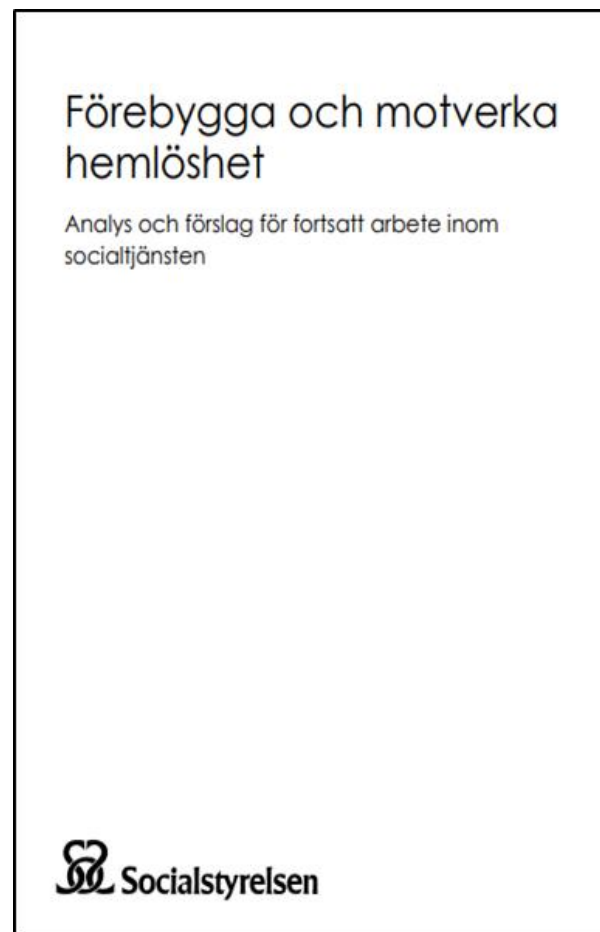 Förebygga och motverka
hemlöshet
Analys och förslag för fortsatt arbete inom
socialtjänsten
Socialstyrelsen